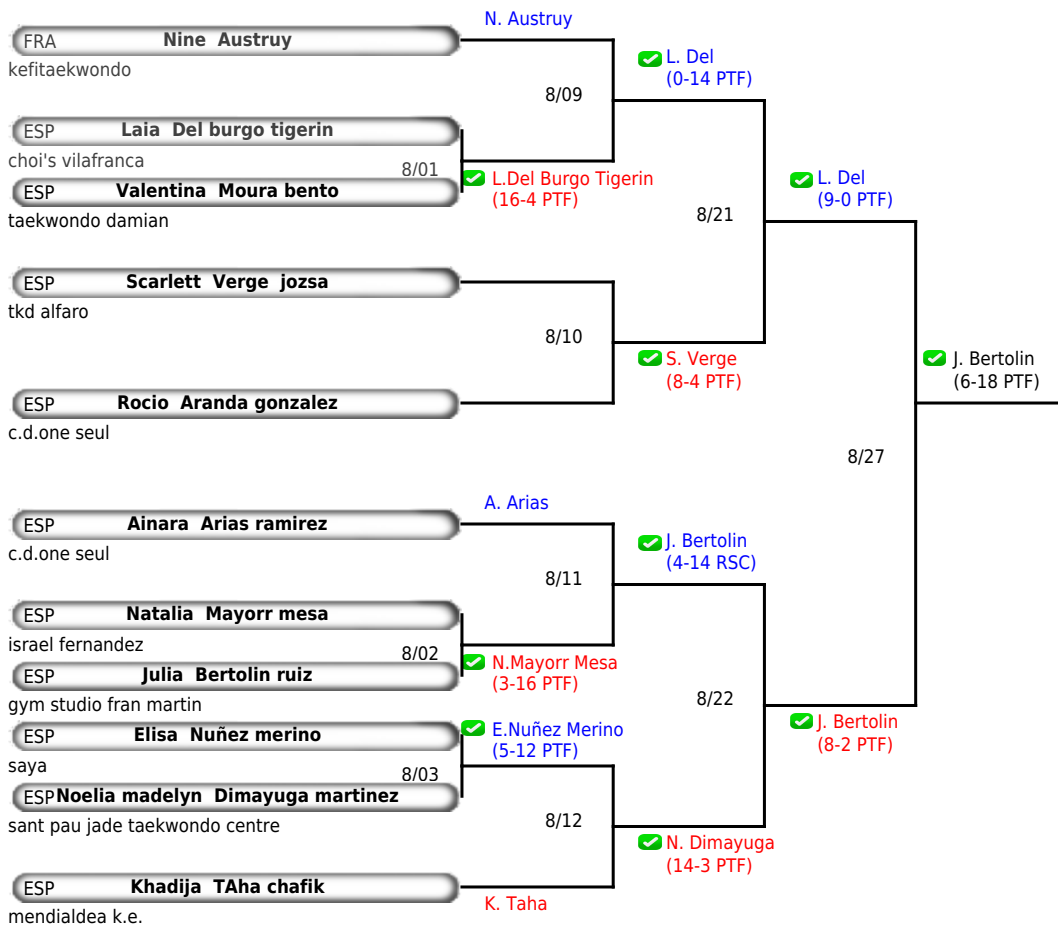 N. Austruy
FRA Nine Austruy
kefitaekwondo
L. Del
(0-14 PTF)
8/09
ESP Laia Del burgo tigerin
choi's vilafranca
8/01
L.Del Burgo Tigerin
(16-4 PTF)
ESP Valentina Moura bento
taekwondo damian
L. Del
(9-0 PTF)
8/21
ESP Scarlett Verge jozsa
tkd alfaro
8/10
S. Verge
(8-4 PTF)
J. Bertolin
(6-18 PTF)
ESP Rocio Aranda gonzalez
c.d.one seul
8/27
A. Arias
ESP Ainara Arias ramirez
c.d.one seul
J. Bertolin
(4-14 RSC)
8/11
ESP Natalia Mayorr mesa
israel fernandez
8/02
N.Mayorr Mesa
(3-16 PTF)
ESP Julia Bertolin ruiz
gym studio fran martin
8/22
J. Bertolin
(8-2 PTF)
E.Nuñez Merino
(5-12 PTF)
ESP Elisa Nuñez merino
saya
8/03
ESP Noelia madelyn Dimayuga martinez
sant pau jade taekwondo centre
8/12
N. Dimayuga
(14-3 PTF)
ESP Khadija TAha chafik
mendialdea k.e.
K. Taha